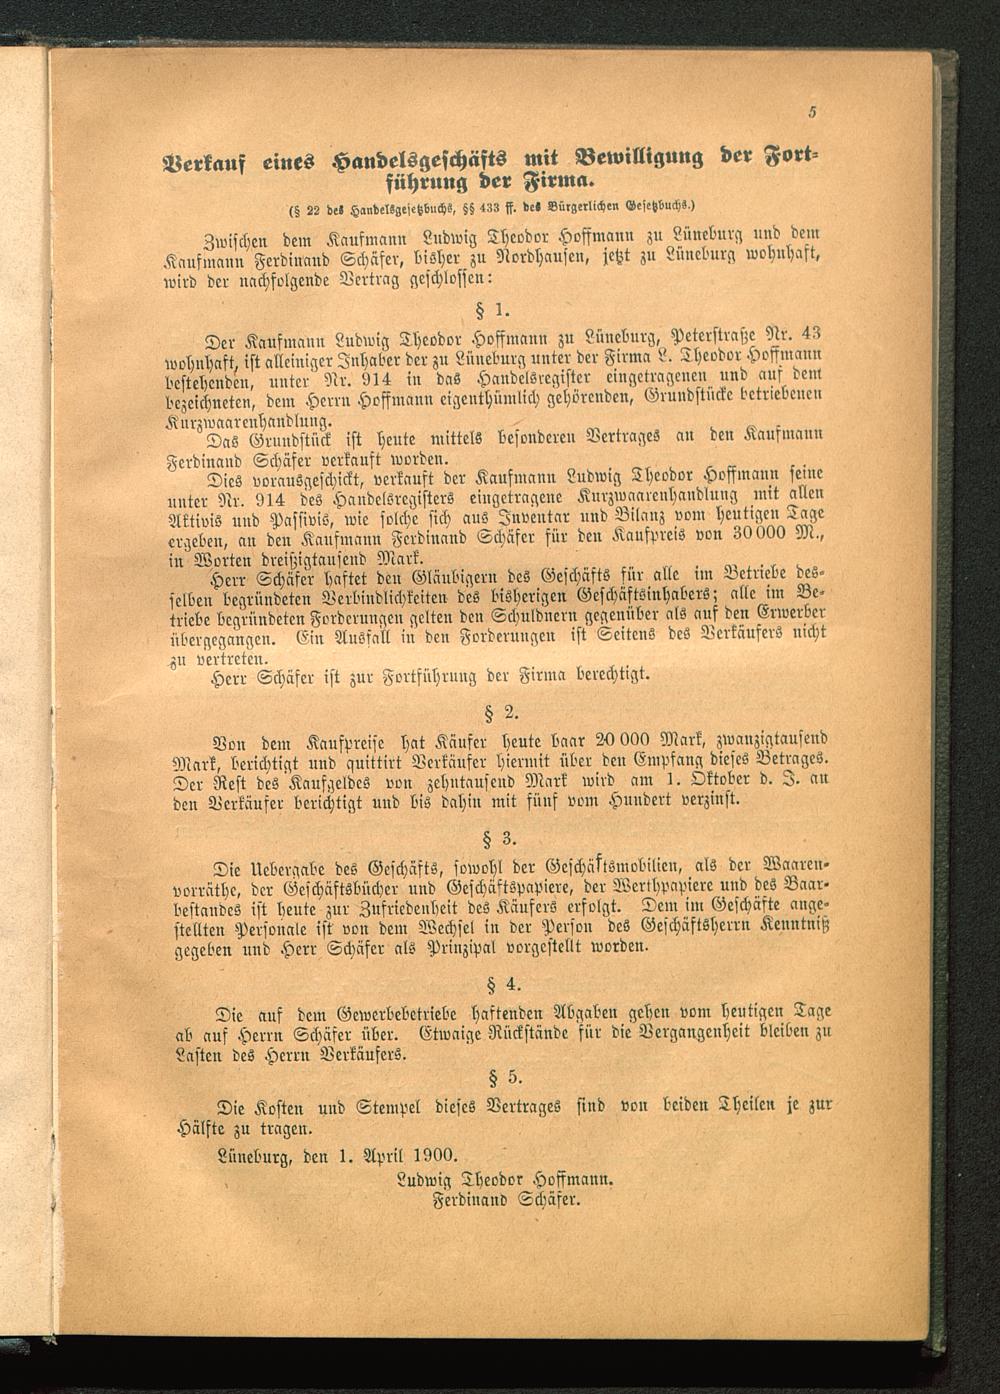 5
Verkauf eines Handelsgeschäfts mit Bewilligung der Fort-
führung der Firma.
(§ 22 des Handelsgesetzbuchs, §§ 433 ff. des Bürgerlichen Gesetzbuchs.)
Zwischen dem Kaufmann Ludwig Theodor Hoffmann zu Lüneburg und dem
Kaufmann Ferdinand Schäfer, bisher zu Nordhausen, jetzt zu Lüneburg wohnhaft,
wird der nachfolgende Vertrag geschlossen:
§ 1.
Der Kaufmann Ludwig Theodor Hoffmann zu Lüneburg, Peterstraße Nr. 43
wohnhaft, ist alleiniger Inhaber der zu Lüneburg unter der Firma L. Theodor Hoffmann
bestehenden, unter Nr. 914 in das Handelsregister eingetragenen und auf dem
bezeichneten, dem Herrn Hoffmann eigenthümlich gehörenden, Grundstücke betriebenen
Kurzwaarenhandlung.
Das Grundstück ist heute mittels besonderen Vertrages an den Kaufmann
Ferdinand Schäfer verkauft worden.
Dies vorausgeschickt, verkauft der Kaufmann Ludwig Theodor Hoffmann seine
unter Nr. 914 des Handelsregisters eingetragene Kurzwaarenhandlung mit allen
Aktivis und Passivis, wie solche sich aus Inventar und Bilanz vom heutigen Tage
ergeben, an den Kaufmann Ferdinand Schäfer für den Kaufpreis von 30 000 M.,
in Worten dreißigtausend Mark.
Herr Schäfer haftet den Gläubigern des Geschäfts für alle im Betriebe des-
selben begründeten Verbindlichkeiten des bisherigen Geschäftsinhabers; alle im Be-
triebe begründeten Forderungen gelten den Schuldnern gegenüber als auf den Erwerber
übergegangen. Ein Ausfall in den Forderungen ist Seitens des Verkäufers nicht
zu vertreten.
Herr Schäfer ist zur Fortführung der Firma berechtigt.
§ 2.
Von dem Kaufpreise hat Käufer heute baar 20 000 Mark, zwanzigtausend
Mark, berichtigt und quittirt Verkäufer hiermit über den Empfang dieses Betrages.
Der Rest des Kaufgeldes von zehntausend Mark wird am 1. Oktober d. J. an
den Verkäufer berichtigt und bis dahin mit fünf vom Hundert verzinst.
§ 3.
Die Uebergabe des Geschäfts, sowohl der Geschäftsmobilien, als der Waaren-
vorräthe, der Geschäftsbücher und Geschäftspapiere, der Werthpapiere und des Baar-
bestandes ist heute zur Zufriedenheit des Käufers erfolgt. Dem im Geschäfte ange-
stellten Personale ist von dem Wechsel in der Person des Geschäftsherrn Kenntniß
gegeben und Herr Schäfer als Prinzipal vorgestellt worden.
§ 4.
Die auf dem Gewerbebetriebe haftenden Abgaben gehen vom heutigen Tage
ab auf Herrn Schäfer über. Etwaige Rückstände für die Vergangenheit bleiben zu
Lasten des Herrn Verkäufers.
§ 5.
Die Kosten und Stempel dieses Vertrages sind von beiden Theilen je zur
Hälfte zu tragen.
Lüneburg, den 1. April 1900.
Ludwig Theodor Hoffmann.
Ferdinand Schäfer.